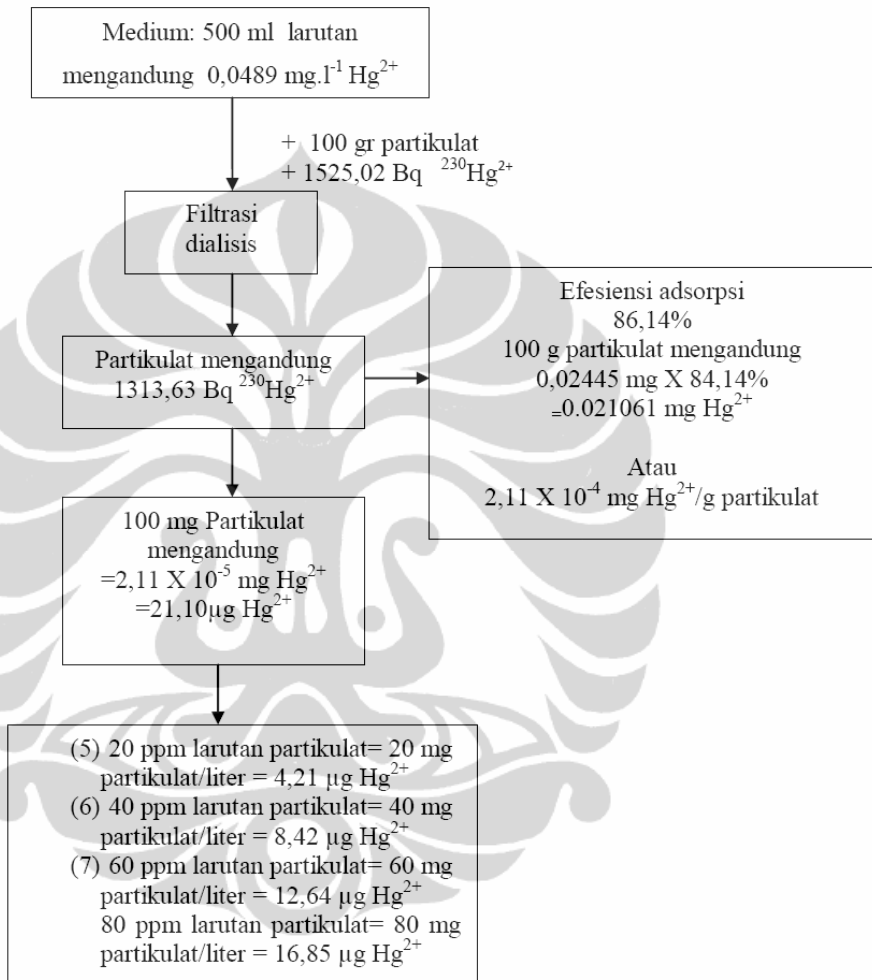 Medium: 500 ml larutan
mengandung 0,0489 mg.l⁻¹ Hg²⁺
+ 100 gr partikulat
+ 1525,02 Bq ²³⁰Hg²⁺
Filtrasi
dialisis
Partikulat mengandung
1313,63 Bq ²³⁰Hg²⁺
Efesiensi adsorpsi
86,14%
100 g partikulat mengandung
0,02445 mg X 84,14%
=0.021061 mg Hg²⁺
Atau
2,11 X 10⁻⁴ mg Hg²⁺/g partikulat
100 mg Partikulat
mengandung
=2,11 X 10⁻⁵ mg Hg²⁺
=21,10µg Hg²⁺
(5) 20 ppm larutan partikulat= 20 mg
partikulat/liter = 4,21 µg Hg²⁺
(6) 40 ppm larutan partikulat= 40 mg
partikulat/liter = 8,42 µg Hg²⁺
(7) 60 ppm larutan partikulat= 60 mg
partikulat/liter = 12,64 µg Hg²⁺
80 ppm larutan partikulat= 80 mg
partikulat/liter = 16,85 µg Hg²⁺